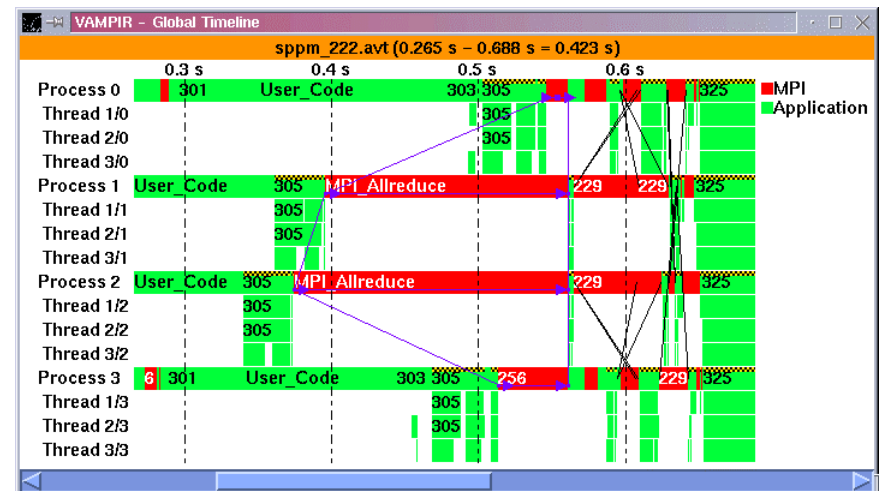 VAMPIR - Global Timeline
sppm_222.avt (0.265 s - 0.688 s = 0.423 s)
0.3 s 0.4 s 0.5 s 0.6 s
Process 0 301 User_Code 303 305 325 MPI
Thread 1/0 305 Application
Thread 2/0 305
Thread 3/0
Process 1 User_Code 305 MPI_Allreduce 229 229 325
Thread 1/1 305
Thread 2/1 305
Thread 3/1
Process 2 User_Code 305 MPI_Allreduce 229 325
Thread 1/2 305
Thread 2/2 305
Thread 3/2
Process 3 6 301 User_Code 303 305 256 229 325
Thread 1/3 305
Thread 2/3 305
Thread 3/3